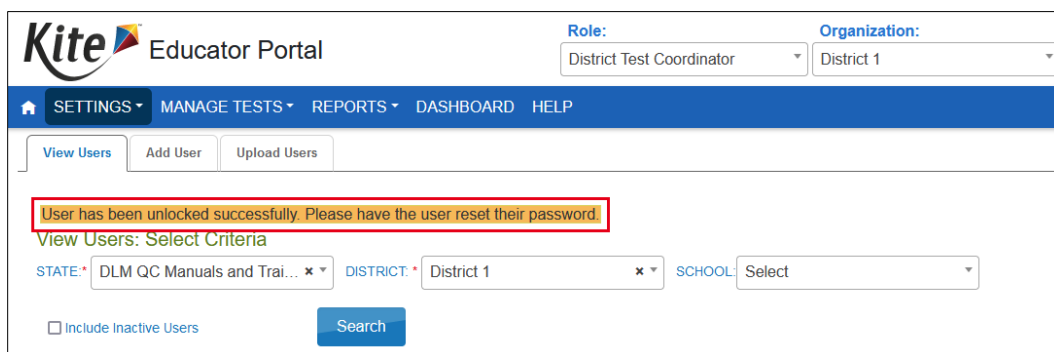 Kite Educator Portal
Role: Organization:
District Test Coordinator District 1
SETTINGS MANAGE TESTS REPORTS DASHBOARD HELP
View Users Add User Upload Users
User has been unlocked successfully. Please have the user reset their password.
View Users: Select Criteria
STATE:* DLM QC Manuals and Trai... × DISTRICT: * District 1 × SCHOOL: Select
Include Inactive Users Search